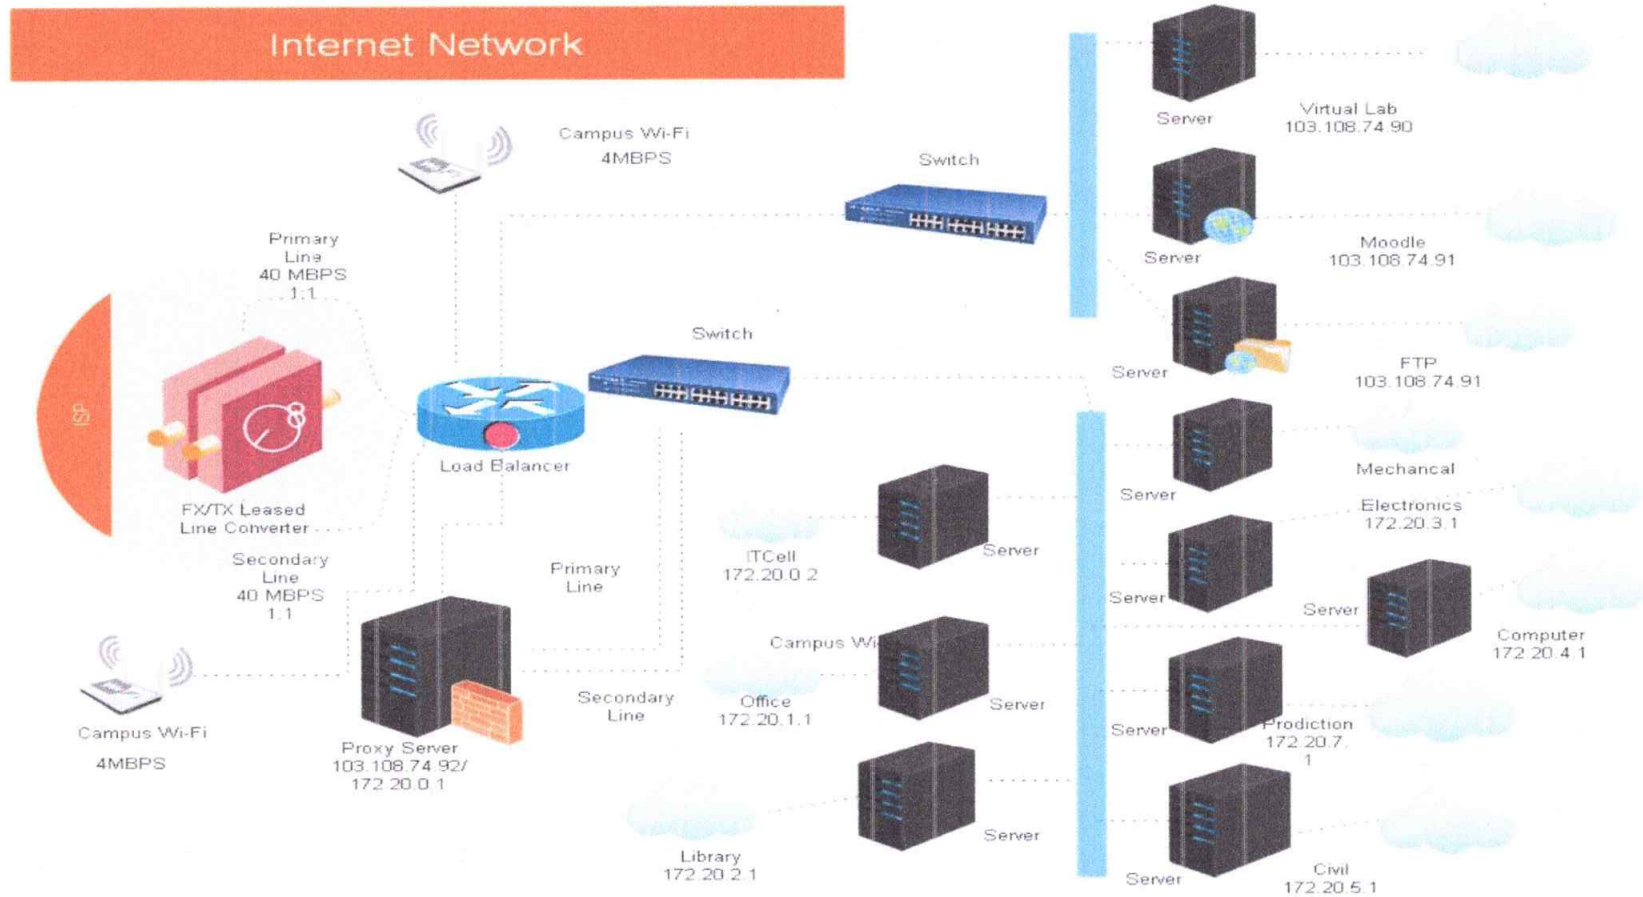 Internet Network
Campus Wi-Fi
4MBPS
Switch
Server
Virtual Lab
103.108.74.90
Server
Moodle
103.108.74.91
Primary
Line
40 MBPS
1:1
Switch
Server
FTP
103.108.74.91
ISP
Load Balancer
FX/TX Leased
Line Converter
Secondary
Line
40 MBPS
1:1
Primary
Line
Secondary
Line
Campus Wi-Fi
4MBPS
Proxy Server
103.108.74.92/
172.20.0.1
Server
Mechancal
Electronics
172.20.3.1
Server
ITCell
172.20.0.2
Server
Server
Computer
172.20.4.1
Campus Wi
Server
Office
172.20.1.1
Server
Prodiction
172.20.7.
1
Server
Library
172.20.2.1
Server
Civil
172.20.5.1